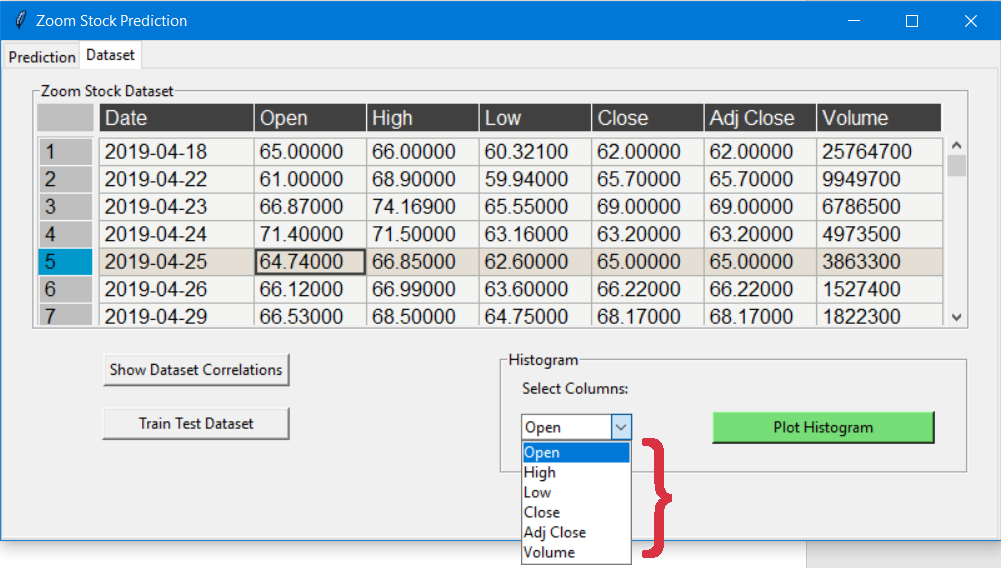 Zoom Stock Prediction
Prediction Dataset
Zoom Stock Dataset
Date Open High Low Close Adj Close Volume
1 2019-04-18 65.00000 66.00000 60.32100 62.00000 62.00000 25764700
2 2019-04-22 61.00000 68.90000 59.94000 65.70000 65.70000 9949700
3 2019-04-23 66.87000 74.16900 65.55000 69.00000 69.00000 6786500
4 2019-04-24 71.40000 71.50000 63.16000 63.20000 63.20000 4973500
5 2019-04-25 64.74000 66.85000 62.60000 65.00000 65.00000 3863300
6 2019-04-26 66.12000 66.99000 63.60000 66.22000 66.22000 1527400
7 2019-04-29 66.53000 68.50000 64.75000 68.17000 68.17000 1822300
Show Dataset Correlations
Train Test Dataset
Histogram
Select Columns:
Open
Plot Histogram
Open
High
Low
Close
Adj Close
Volume